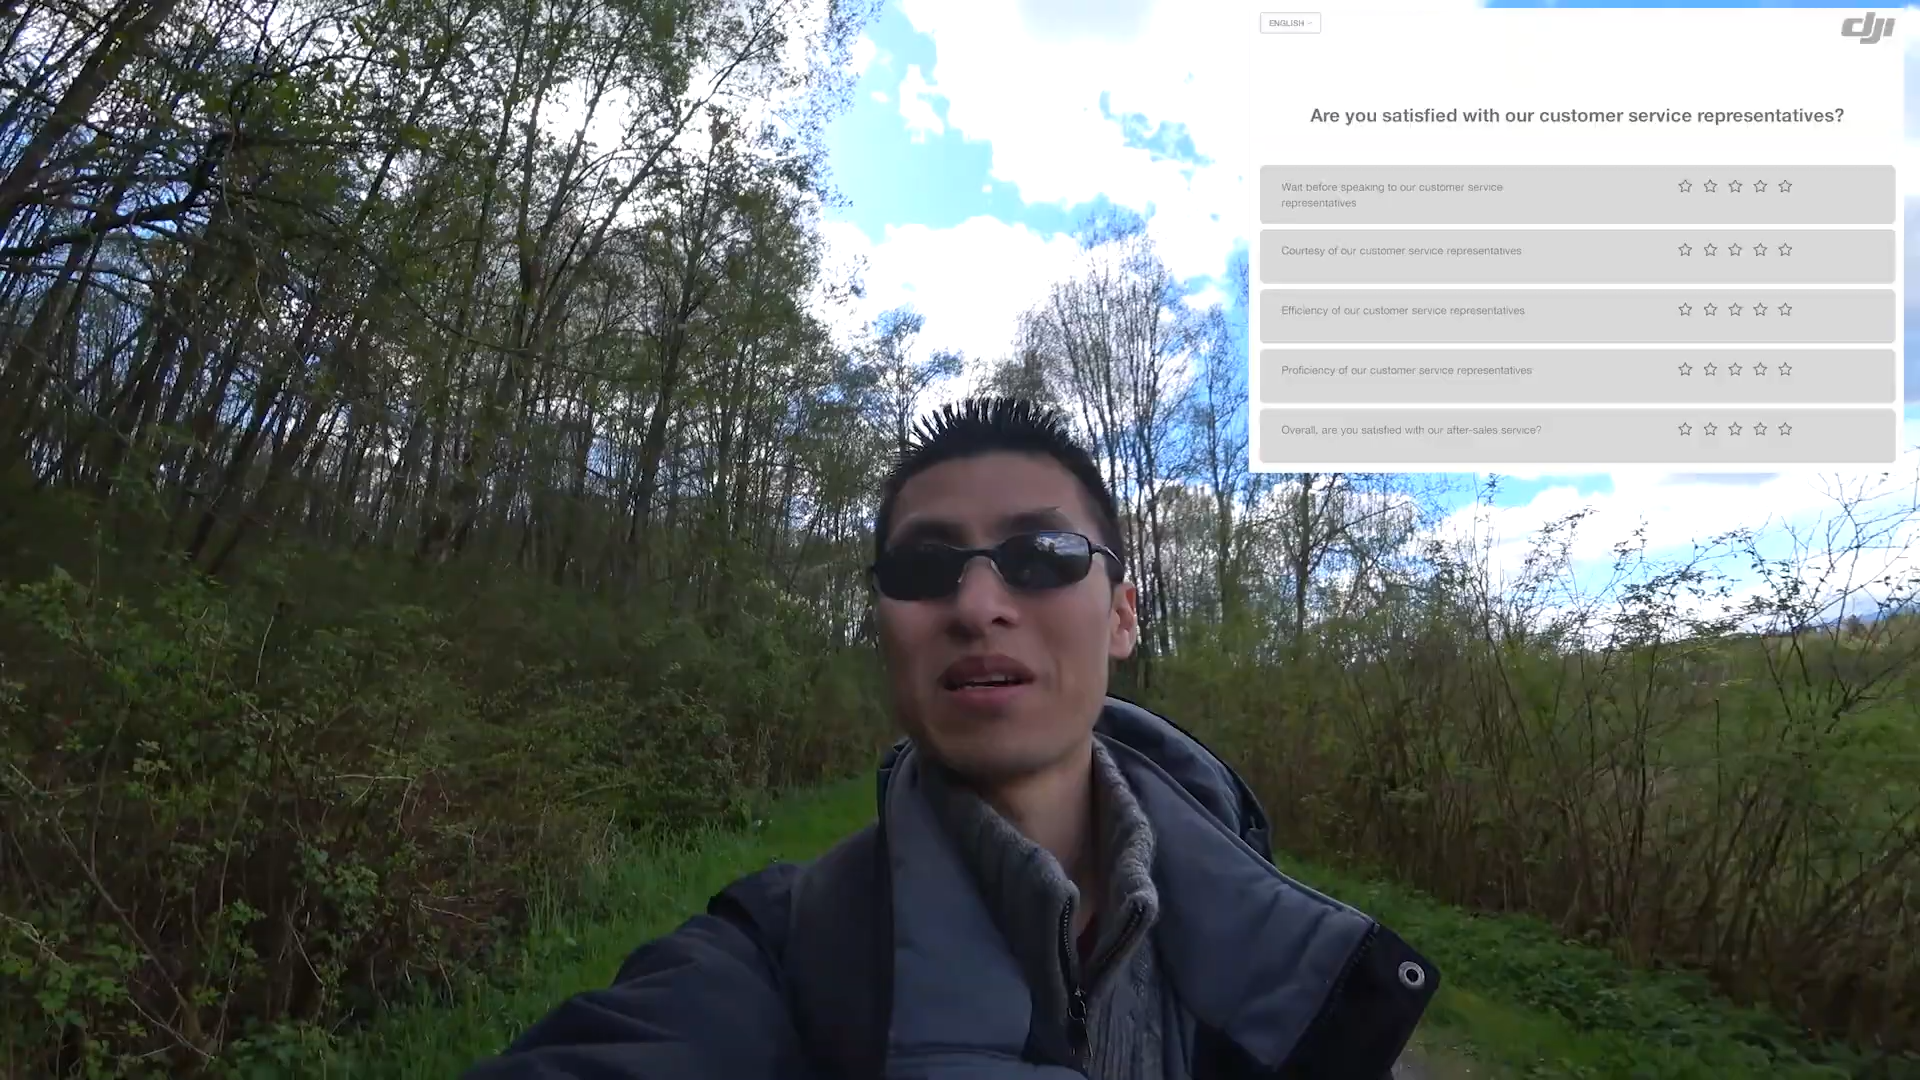 ENGLISH
dji
Are you satisfied with our customer service representatives?
Wait before speaking to our customer service
representatives
Courtesy of our customer service representatives
Efficiency of our customer service representatives
Proficiency of our customer service representatives
Overall, are you satisfied with our after-sales service?